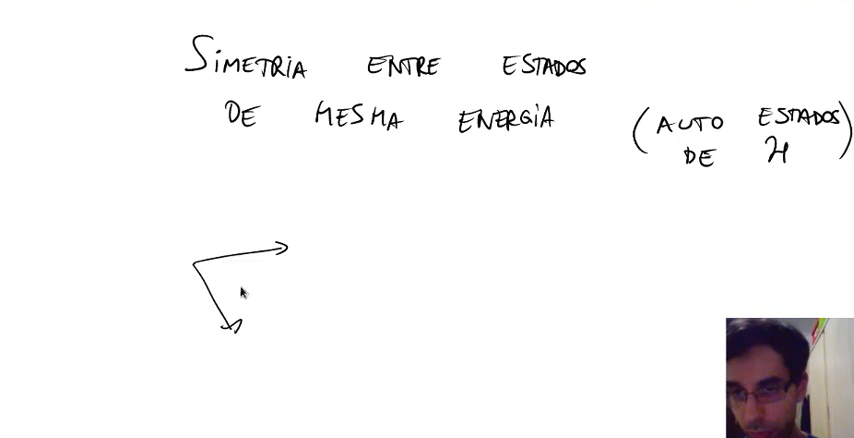 SIMETRIA ENTRE ESTADOS
DE MESMA ENERGIA (AUTO ESTADOS
DE H)